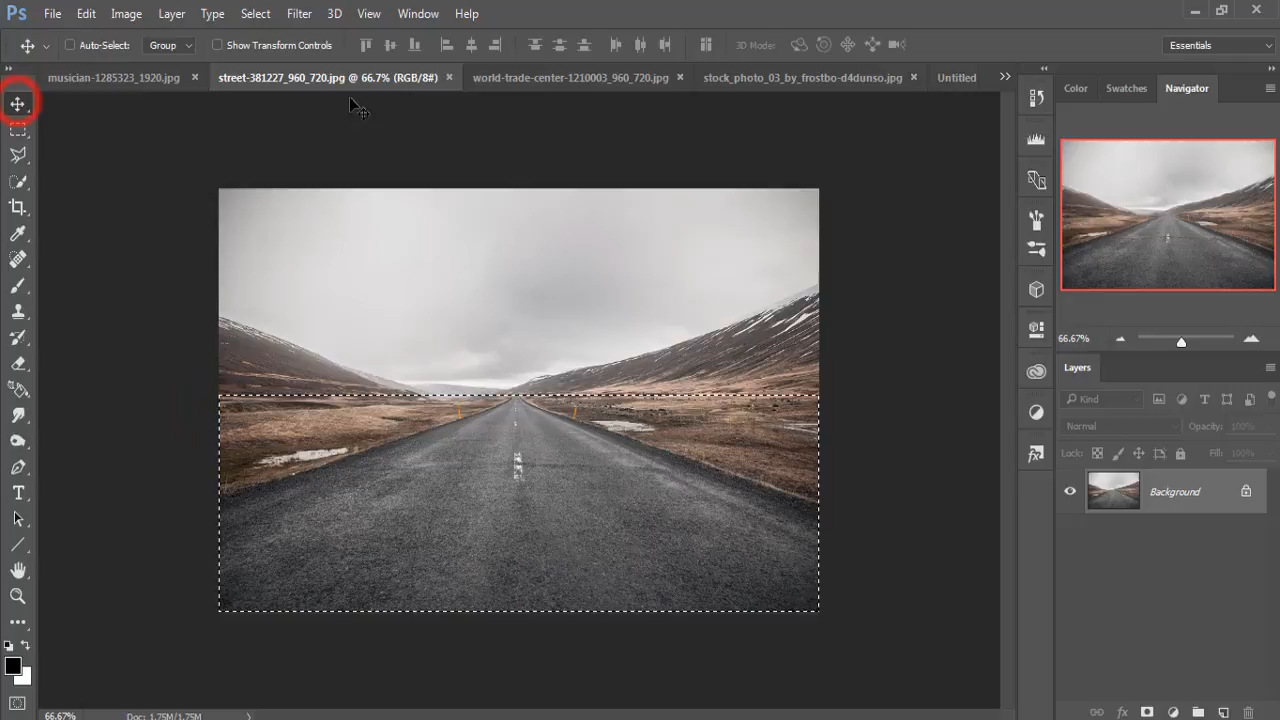 Ps File Edit Image Layer Type Select Filter 3D View Window Help
Auto-Select: Group Show Transform Controls 3D Mode: Essentials
musician-1285323_1920.jpg × street-381227_960_720.jpg @ 66.7% (RGB/8#) × world-trade-center-1210003_960_720.jpg × stock_photo_03_by_frostbo-d4dunso.jpg × Untitled
Color Swatches Navigator
66.67%
Layers
Kind
Normal Opacity: 100%
Lock: Fill: 100%
Background
66.67% Doc: 1.75M/1.75M